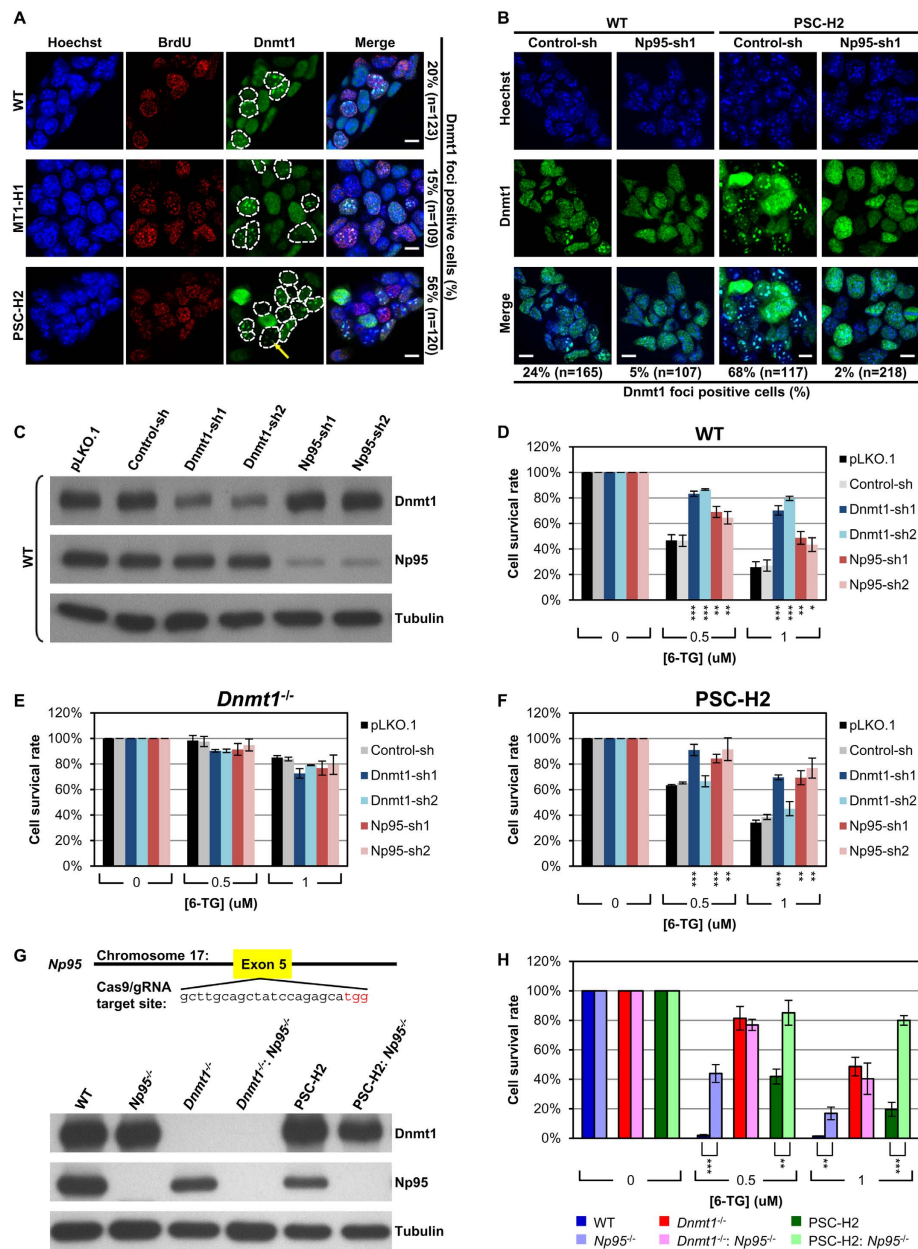 A
Hoechst BrdU Dnmt1 Merge
WT
MT1-H1
PSC-H2
20% (n=123)
15% (n=109)
56% (n=120)
Dnmt1 foci positive cells (%)
B
WT PSC-H2
Control-sh Np95-sh1 Control-sh Np95-sh1
Hoechst
Dnmt1
Merge
24% (n=165) 5% (n=107) 68% (n=117) 2% (n=218)
Dnmt1 foci positive cells (%)
C
pLKO.1 Control-sh Dnmt1-sh1 Dnmt1-sh2 Np95-sh1 Np95-sh2
WT
Dnmt1
Np95
Tubulin
D
WT
Cell survival rate
120%
100%
80%
60%
40%
20%
0%
*** *** ** ** *** *** ** *
0 0.5 1
[6-TG] (uM)
pLKO.1
Control-sh
Dnmt1-sh1
Dnmt1-sh2
Np95-sh1
Np95-sh2
E
Dnmt1-/-
Cell survival rate
120%
100%
80%
60%
40%
20%
0%
0 0.5 1
[6-TG] (uM)
pLKO.1
Control-sh
Dnmt1-sh1
Dnmt1-sh2
Np95-sh1
Np95-sh2
F
PSC-H2
Cell survival rate
120%
100%
80%
60%
40%
20%
0%
*** *** ** *** ** **
0 0.5 1
[6-TG] (uM)
pLKO.1
Control-sh
Dnmt1-sh1
Dnmt1-sh2
Np95-sh1
Np95-sh2
G
Np95 Chromosome 17:
Exon 5
Cas9/gRNA
target site: gcttgcagctatccagagcatgg
WT Np95-/- Dnmt1-/- Dnmt1-/-: Np95-/- PSC-H2 PSC-H2: Np95-/-
Dnmt1
Np95
Tubulin
H
Cell survival rate
120%
100%
80%
60%
40%
20%
0%
*** ** ** ***
0 0.5 1
[6-TG] (uM)
WT Dnmt1-/- PSC-H2
Np95-/- Dnmt1-/-: Np95-/- PSC-H2: Np95-/-